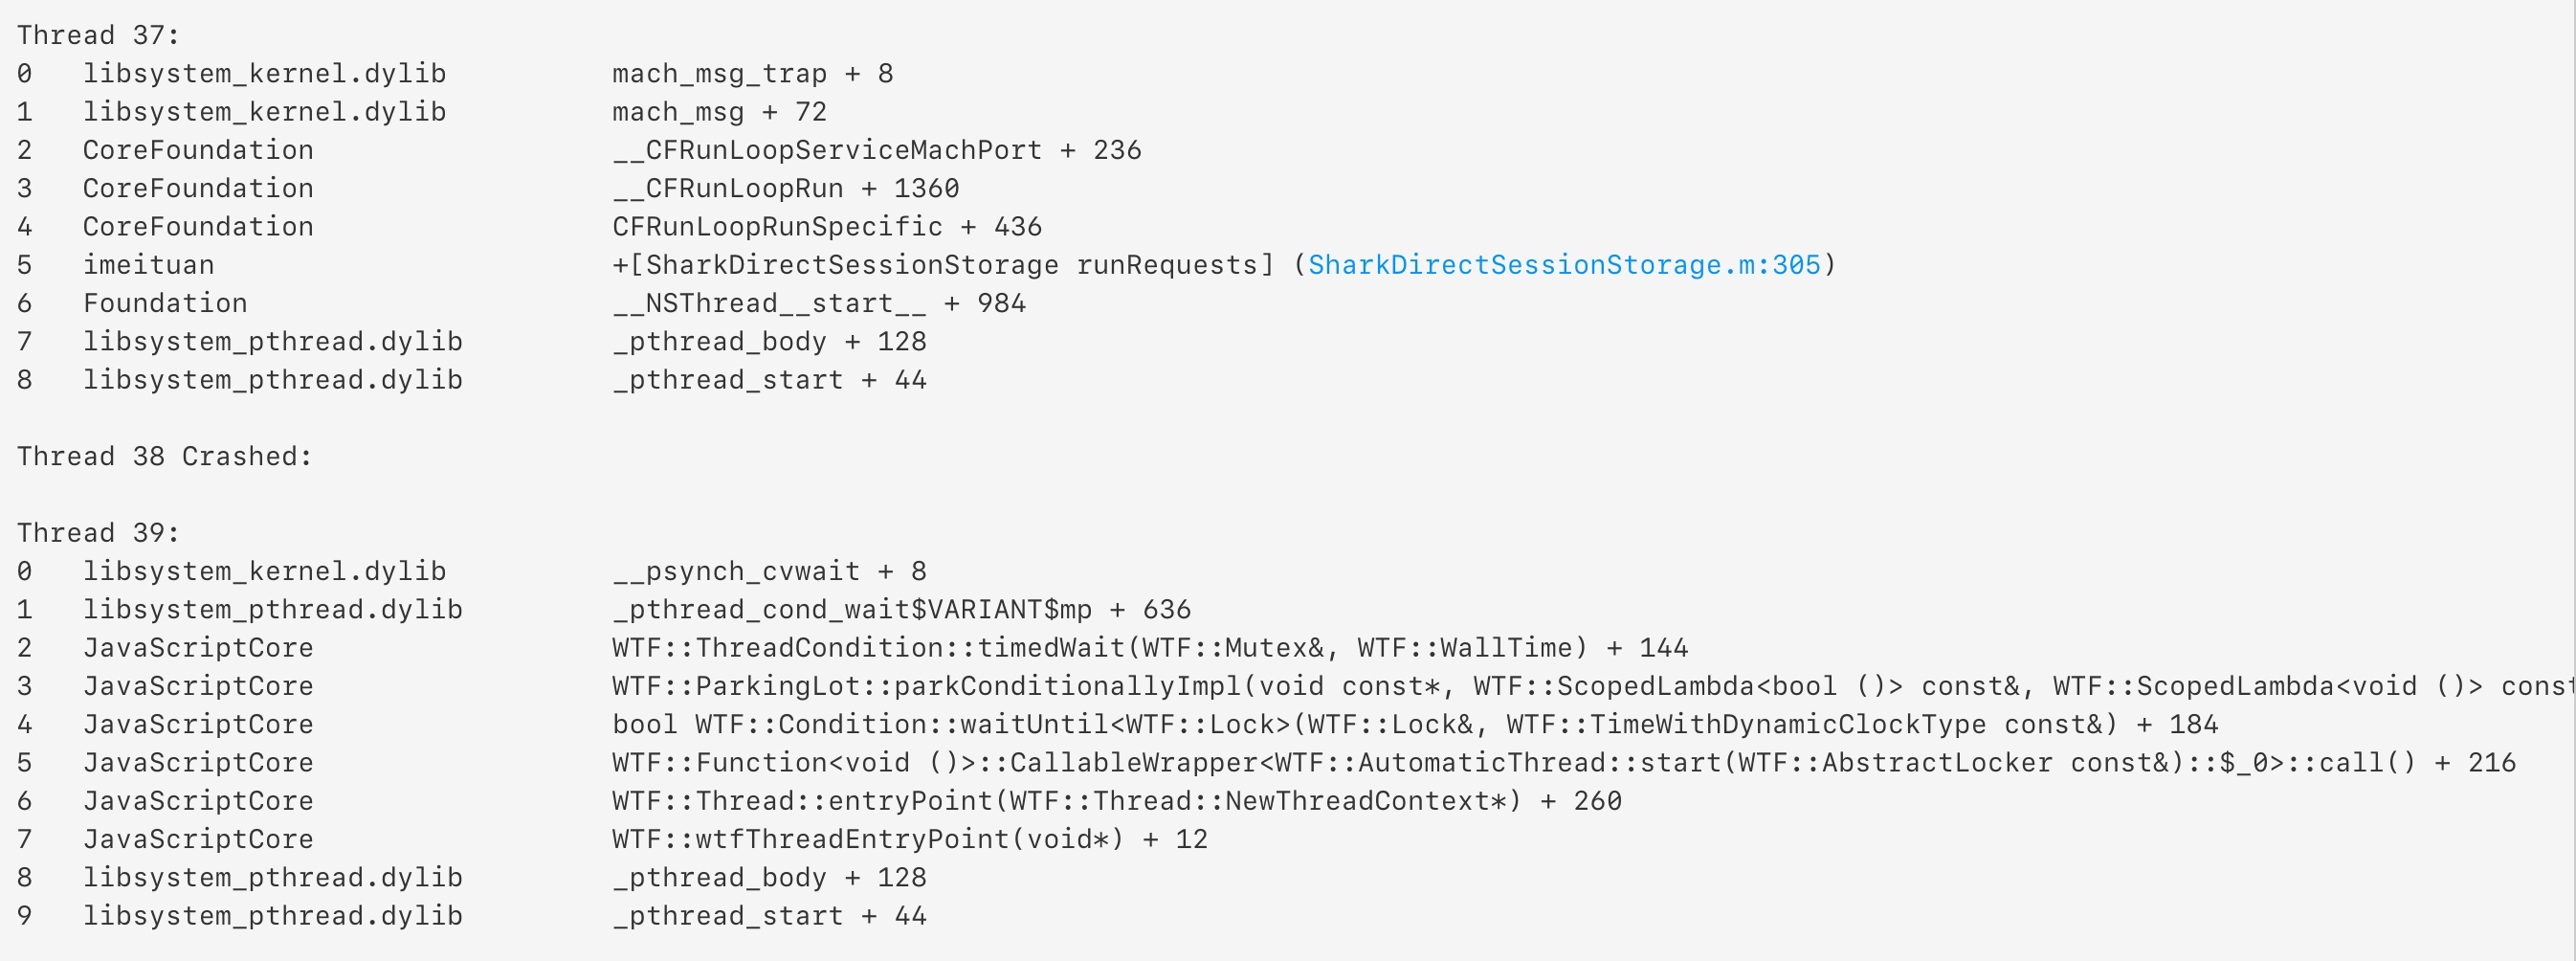 Thread 37:
0   libsystem_kernel.dylib         mach_msg_trap + 8
1   libsystem_kernel.dylib         mach_msg + 72
2   CoreFoundation                 __CFRunLoopServiceMachPort + 236
3   CoreFoundation                 __CFRunLoopRun + 1360
4   CoreFoundation                 CFRunLoopRunSpecific + 436
5   imeituan                       +[SharkDirectSessionStorage runRequests] (SharkDirectSessionStorage.m:305)
6   Foundation                     __NSThread__start__ + 984
7   libsystem_pthread.dylib        _pthread_body + 128
8   libsystem_pthread.dylib        _pthread_start + 44
Thread 38 Crashed:
Thread 39:
0   libsystem_kernel.dylib         __psynch_cvwait + 8
1   libsystem_pthread.dylib        _pthread_cond_wait$VARIANT$mp + 636
2   JavaScriptCore                 WTF::ThreadCondition::timedWait(WTF::Mutex&, WTF::WallTime) + 144
3   JavaScriptCore                 WTF::ParkingLot::parkConditionallyImpl(void const*, WTF::ScopedLambda<bool ()> const&, WTF::ScopedLambda<void ()> const
4   JavaScriptCore                 bool WTF::Condition::waitUntil<WTF::Lock>(WTF::Lock&, WTF::TimeWithDynamicClockType const&) + 184
5   JavaScriptCore                 WTF::Function<void ()>::CallableWrapper<WTF::AutomaticThread::start(WTF::AbstractLocker const&)::$_0>::call() + 216
6   JavaScriptCore                 WTF::Thread::entryPoint(WTF::Thread::NewThreadContext*) + 260
7   JavaScriptCore                 WTF::wtfThreadEntryPoint(void*) + 12
8   libsystem_pthread.dylib        _pthread_body + 128
9   libsystem_pthread.dylib        _pthread_start + 44